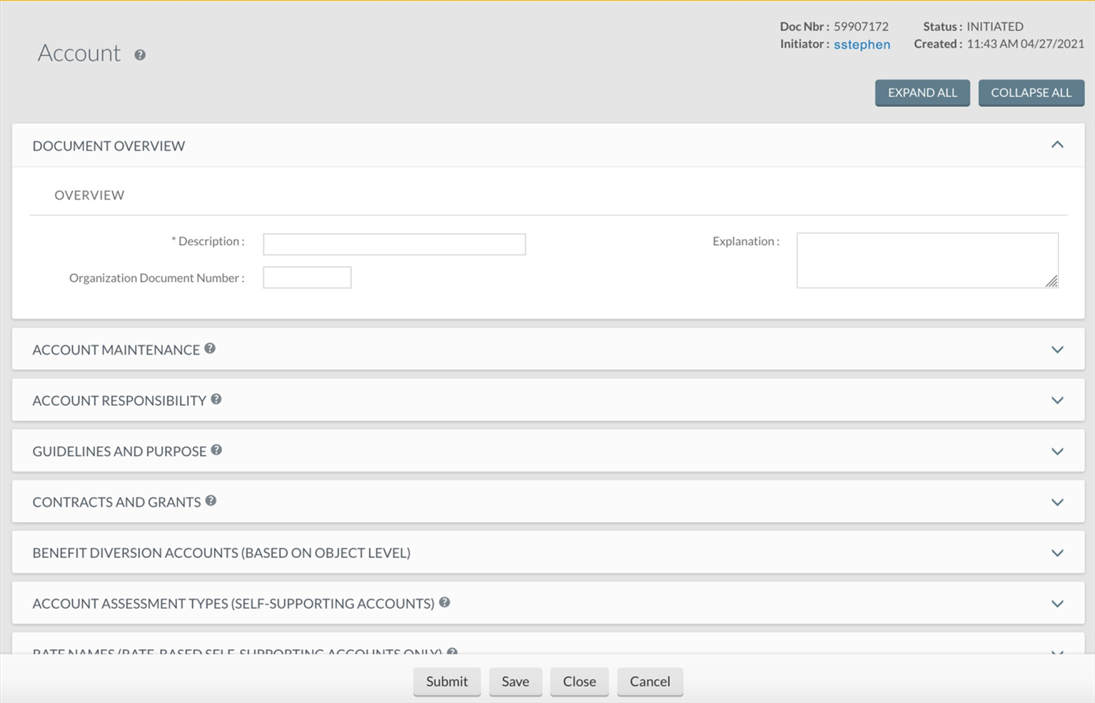 Doc Nbr : 59907172 Status : INITIATED
Account
Initiator : sstephen Created : 11:43 AM 04/27/2021
EXPAND ALL COLLAPSE ALL
DOCUMENT OVERVIEW
OVERVIEW
* Description :
Explanation :
Organization Document Number :
ACCOUNT MAINTENANCE ?
ACCOUNT RESPONSIBILITY ?
GUIDELINES AND PURPOSE ?
CONTRACTS AND GRANTS ?
BENEFIT DIVERSION ACCOUNTS (BASED ON OBJECT LEVEL)
ACCOUNT ASSESSMENT TYPES (SELF-SUPPORTING ACCOUNTS) ?
RATE NAMES (RATE-BASED SELF-SUPPORTING ACCOUNTS ONLY) ?
Submit Save Close Cancel